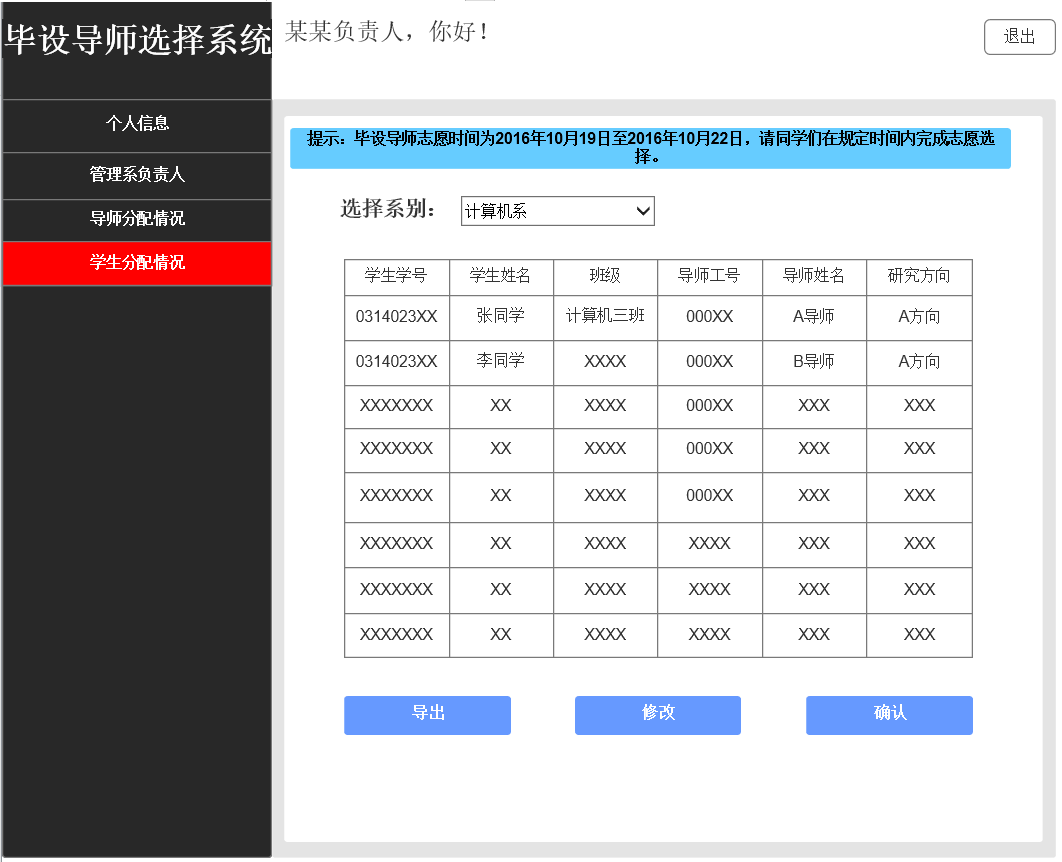 毕设导师选择系统
某某负责人，你好！
退出
个人信息
管理系负责人
导师分配情况
学生分配情况
提示：毕设导师志愿时间为2016年10月19日至2016年10月22日，请同学们在规定时间内完成志愿选
择。
选择系别： 计算机系
学生学号 学生姓名 班级 导师工号 导师姓名 研究方向
0314023XX 张同学 计算机三班 000XX A导师 A方向
0314023XX 李同学 XXXX 000XX B导师 A方向
XXXXXXX XX XXXX 000XX XXX XXX
XXXXXXX XX XXXX 000XX XXX XXX
XXXXXXX XX XXXX 000XX XXX XXX
XXXXXXX XX XXXX XXXX XXX XXX
XXXXXXX XX XXXX XXXX XXX XXX
XXXXXXX XX XXXX XXXX XXX XXX
导出 修改 确认